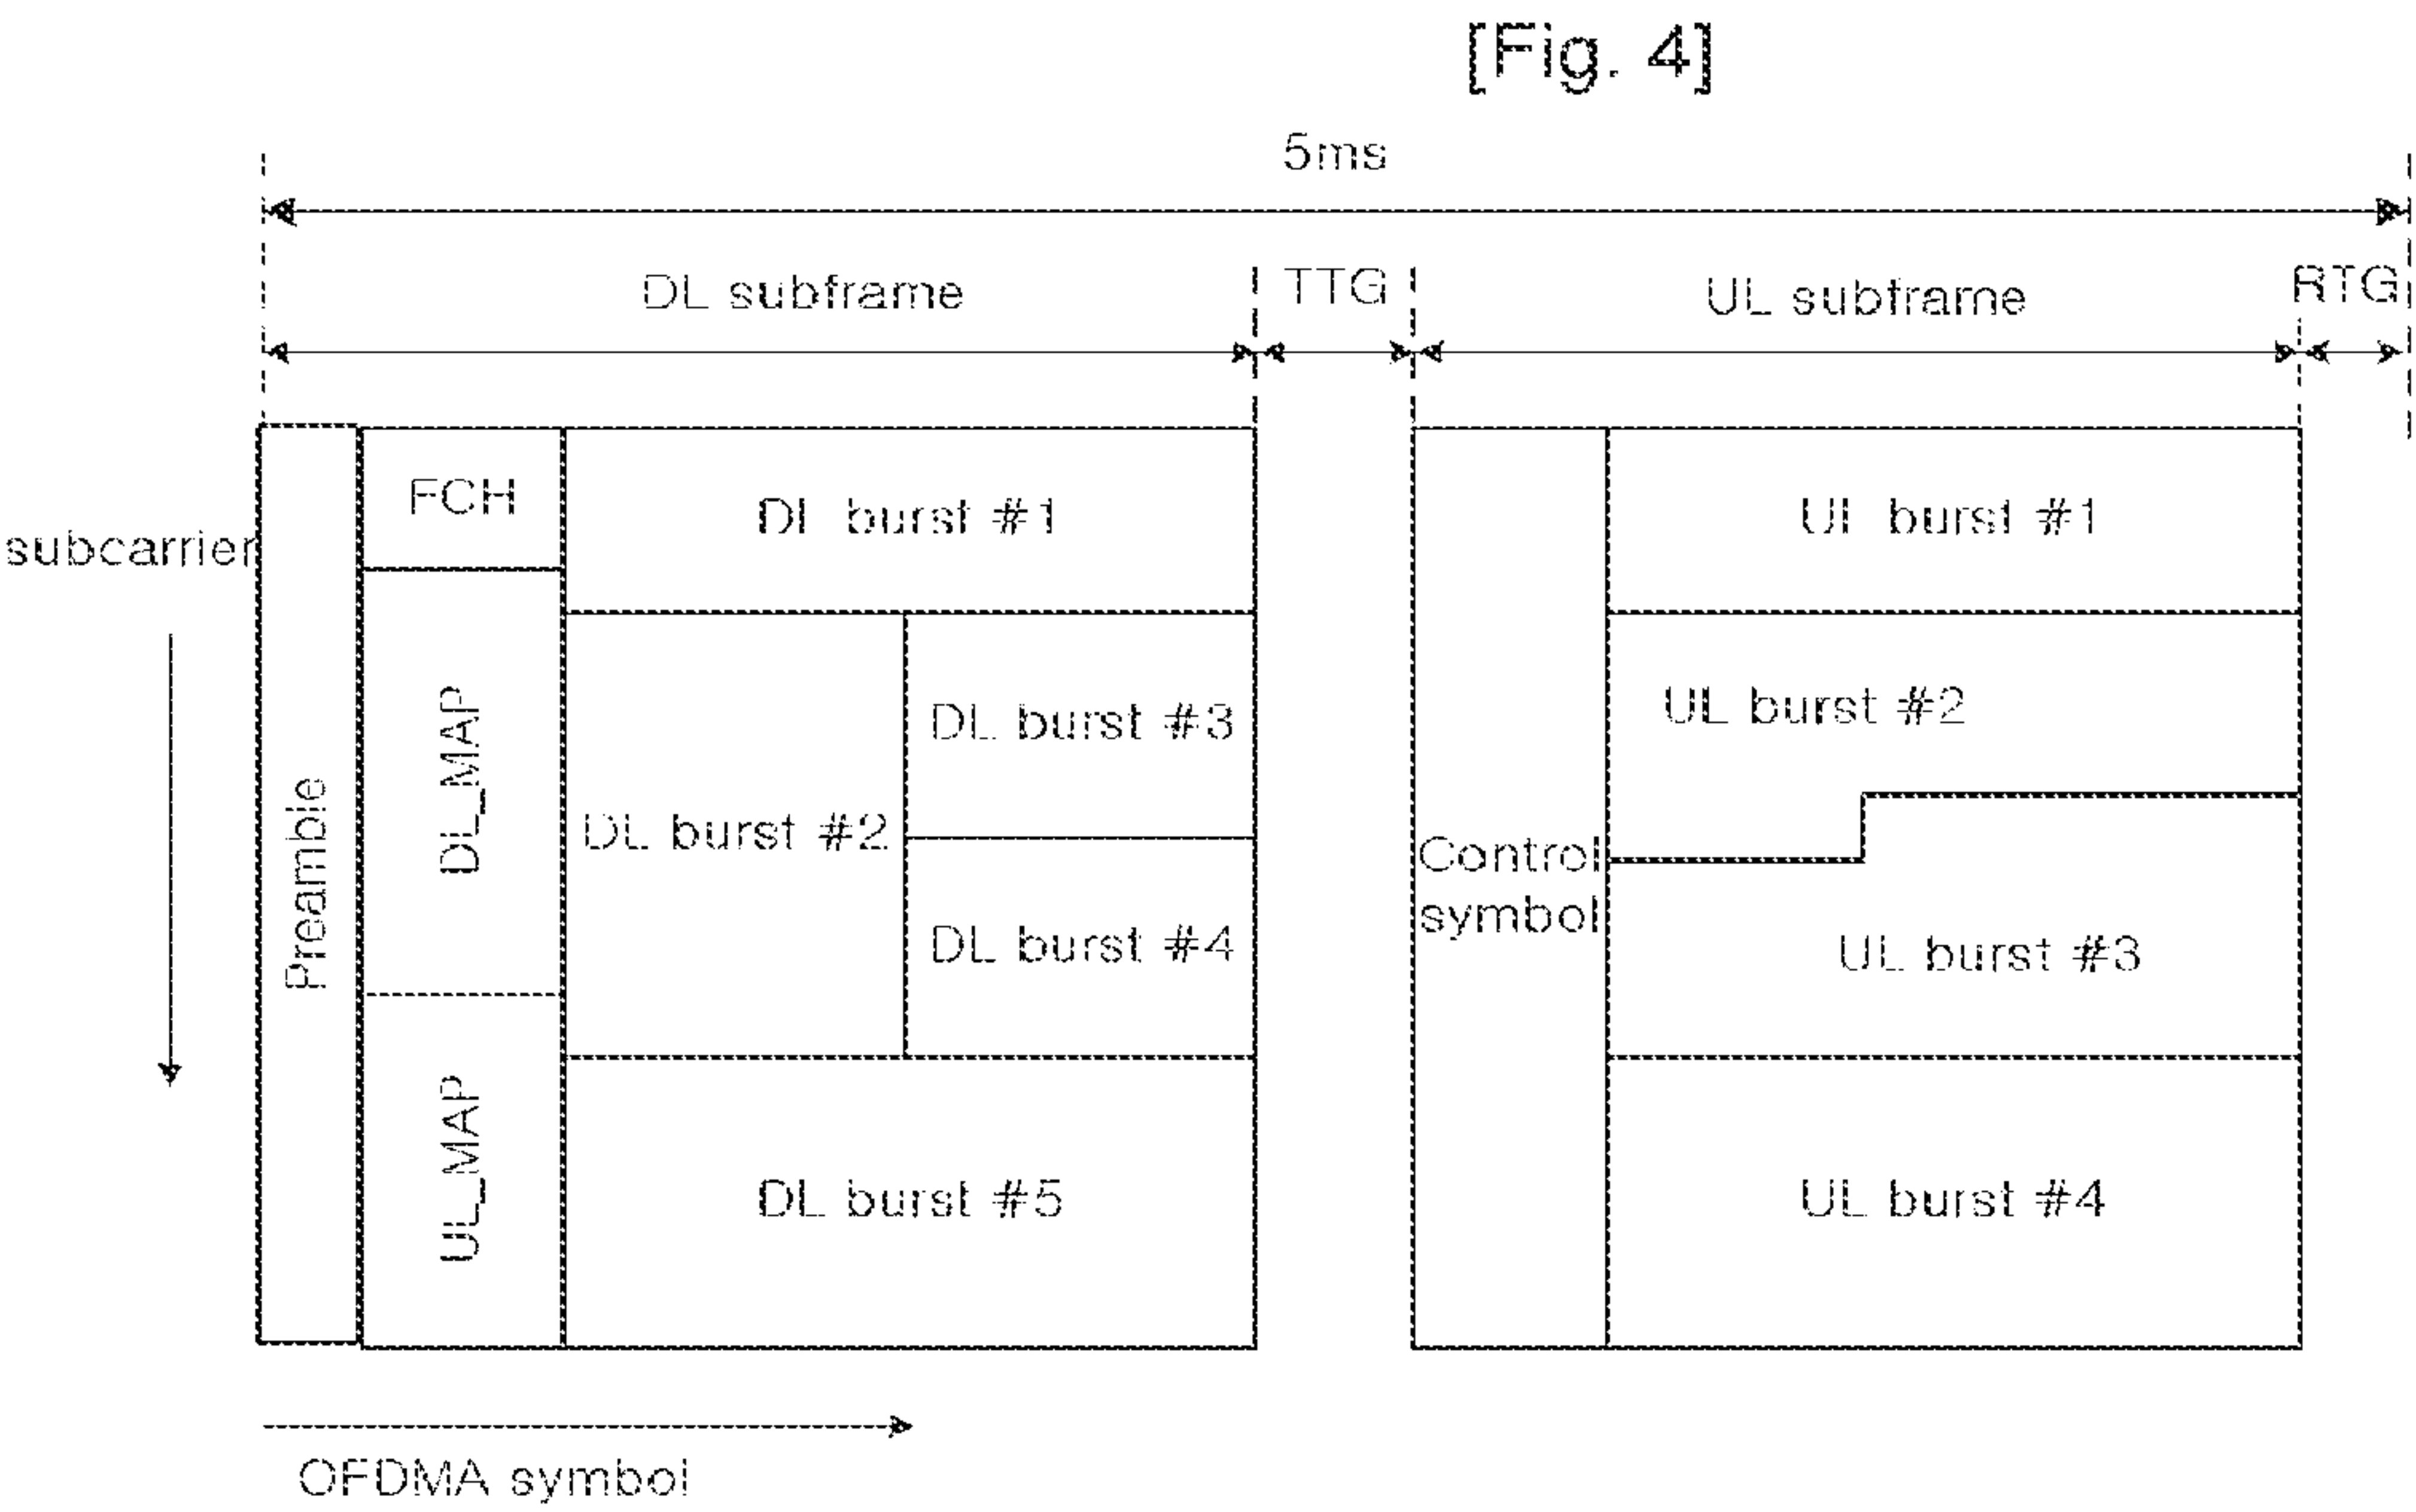 [Fig. 4]
5ms
DL subframe
TTG
UL subframe
RTG
subcarrier
Preamble
FCH
DL_MAP
UL_MAP
DL burst #1
DL burst #2
DL burst #3
DL burst #4
DL burst #5
Control
symbol
UL burst #1
UL burst #2
UL burst #3
UL burst #4
OFDMA symbol